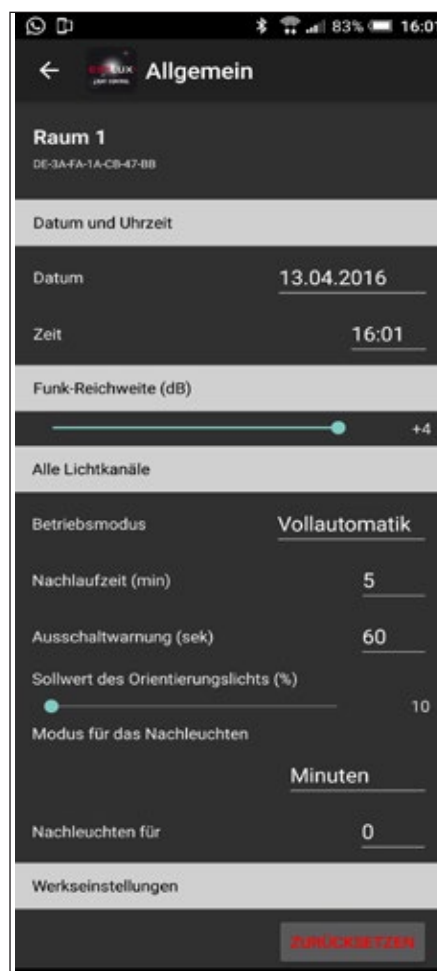 83% 16:01
Allgemein
Raum 1
DE-3A-FA-1A-CB-47-BB
Datum und Uhrzeit
Datum 13.04.2016
Zeit 16:01
Funk-Reichweite (dB)
+4
Alle Lichtkanäle
Betriebsmodus Vollautomatik
Nachlaufzeit (min) 5
Ausschaltwarnung (sek) 60
Sollwert des Orientierungslichts (%)
10
Modus für das Nachleuchten
Minuten
Nachleuchten für 0
Werkseinstellungen
ZURÜCKSETZEN